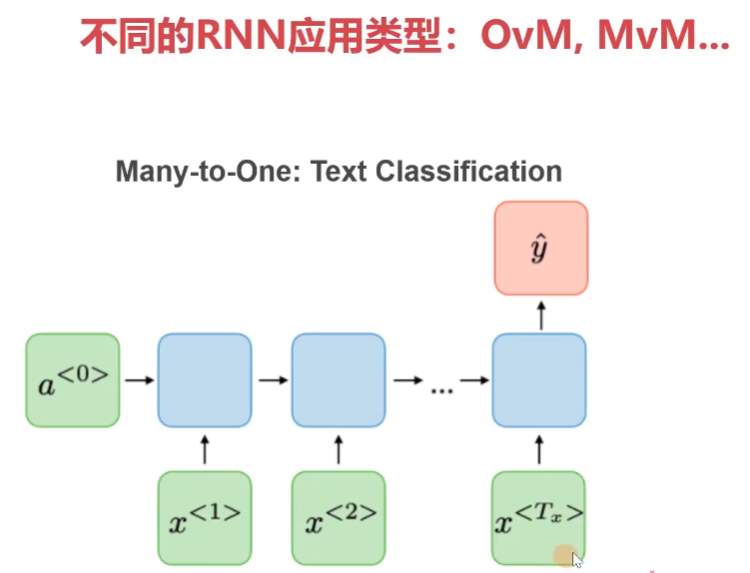 不同的RNN应用类型：OvM, MvM...
Many-to-One: Text Classification
ŷ
a<0>
...
x<1> x<2> x<Tx>